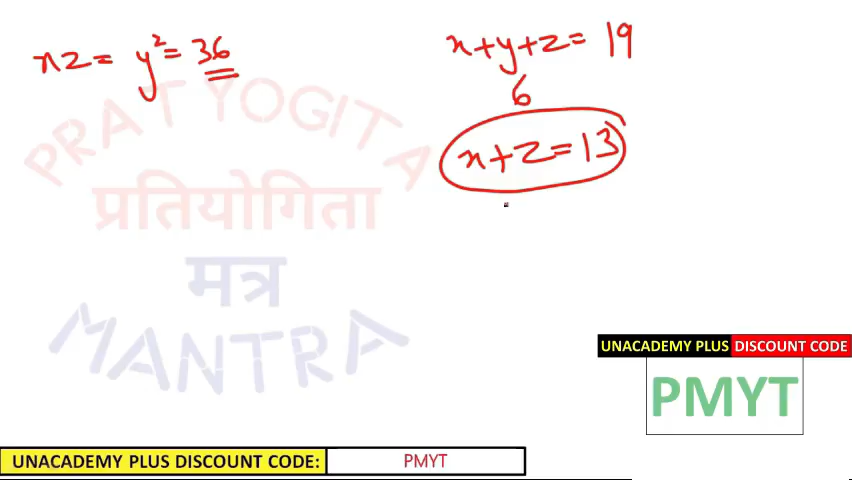 xz = y² = 36
x+y+z = 19
6
x+z = 13
PRATYOGITA
प्रतियोगिता
मंत्र
MANTRA
UNACADEMY PLUS DISCOUNT CODE
PMYT
UNACADEMY PLUS DISCOUNT CODE: PMYT